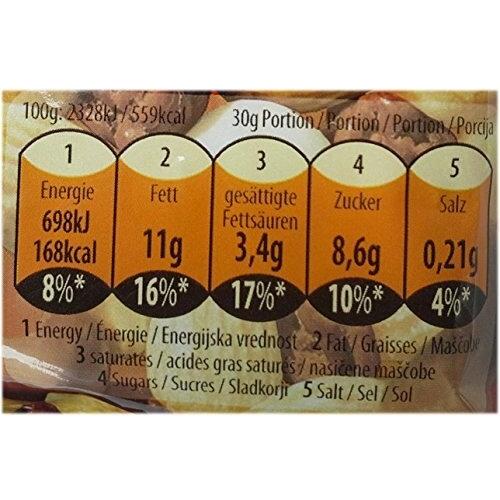 100g: 2328kJ / 559kcal
30g Portion / Portion / Portion / Porcija
1 2 3 4 5
Energie Fett gesättigte Fettsäuren Zucker Salz
698kJ 168kcal 11g 3,4g 8,6g 0,21g
8%* 16%* 17%* 10%* 4%*
1 Energy / Énergie / Energijska vrednost 2 Fat / Graisses / Maščobe
3 saturates / acides gras saturés / nasičene maščobe
4 Sugars / Sucres / Sladkorji 5 Salt / Sel / Sol